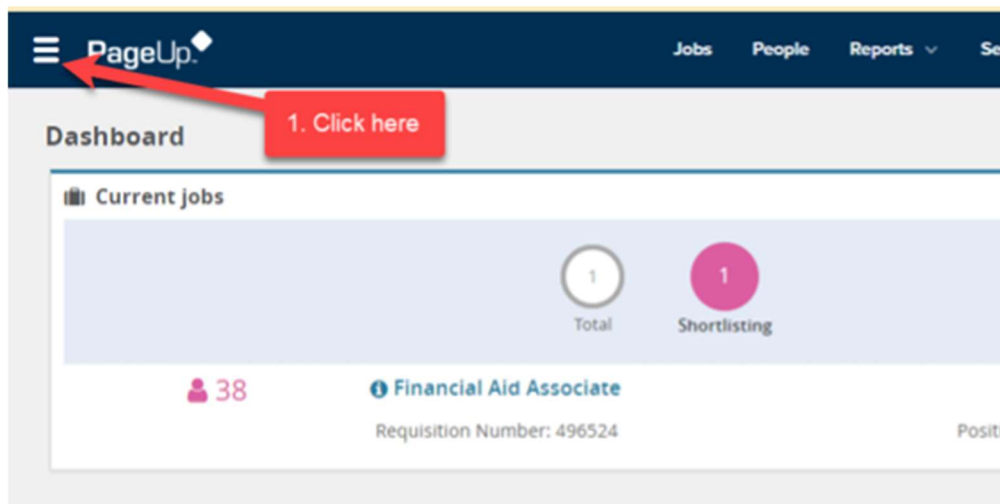 PageUp.
Jobs People Reports
1. Click here
Dashboard
Current jobs
1 1
Total Shortlisting
38 Financial Aid Associate
Requisition Number: 496524